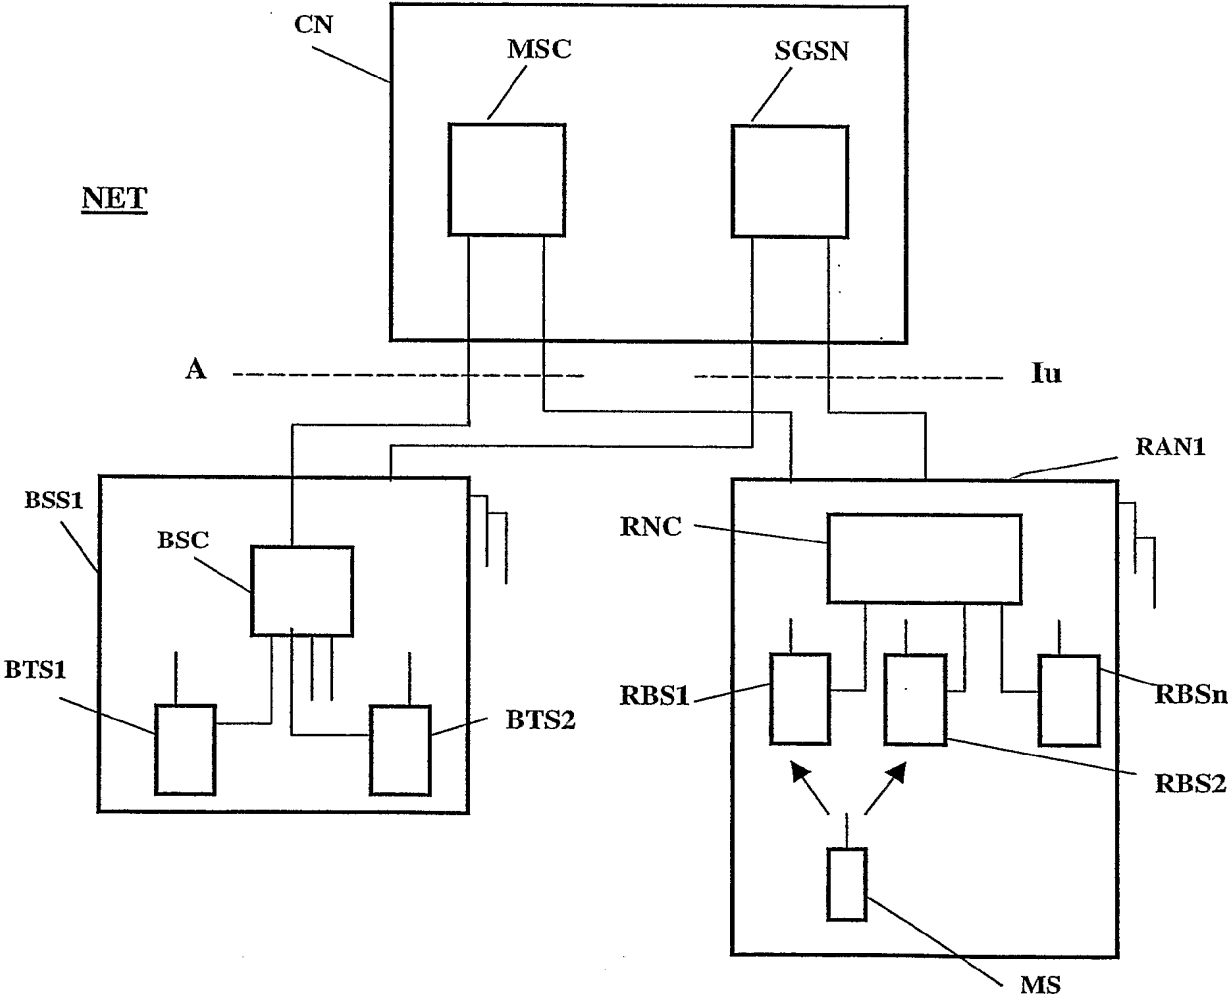 CN
MSC
SGSN
NET
A
Iu
RAN1
BSS1
RNC
BSC
BTS1
RBS1
RBSn
BTS2
RBS2
MS